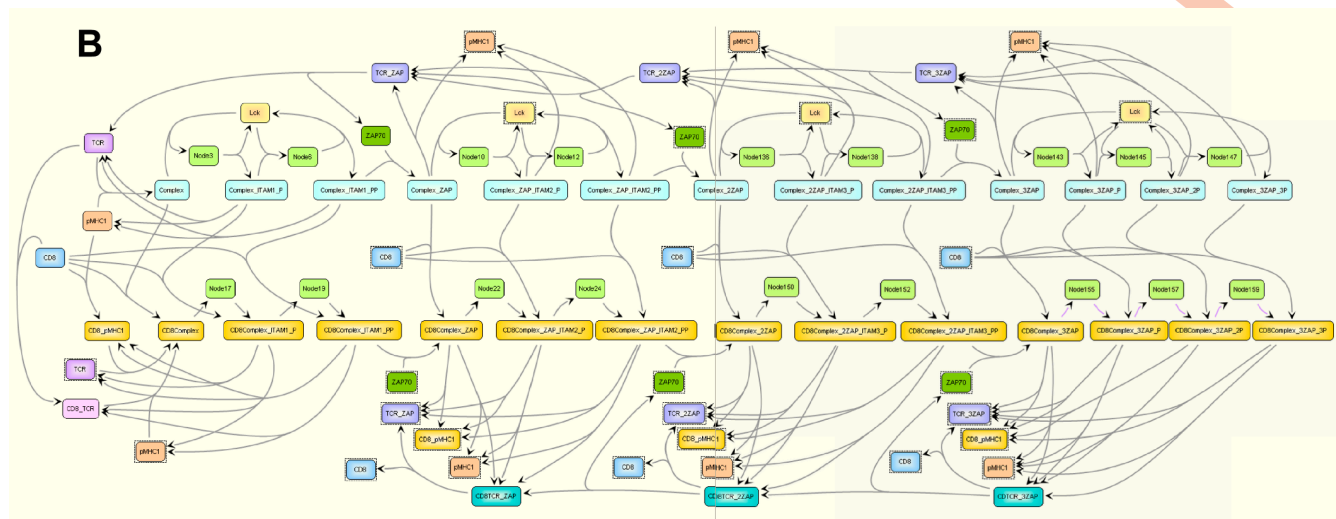 B
pMHC1 pMHC1 pMHC1
TCR_ZAP TCR_2ZAP TCR_3ZAP
Lck Lck Lck Lck
ZAP70 ZAP70 ZAP70
TCR Node3 Node6 Node10 Node12 Node136 Node138 Node143 Node145 Node147
Complex Complex_ITAM1_P Complex_ITAM1_PP Complex_ZAP Complex_ZAP_ITAM2_P Complex_ZAP_ITAM2_PP Complex_2ZAP Complex_2ZAP_ITAM3_P Complex_2ZAP_ITAM3_PP Complex_3ZAP Complex_3ZAP_P Complex_3ZAP_2P Complex_3ZAP_3P
pMHC1
CD8 CD8 CD8 CD8
Node17 Node19 Node22 Node24 Node150 Node152 Node155 Node157 Node159
CD8_pMHC1 CD8Complex CD8Complex_ITAM1_P CD8Complex_ITAM1_PP CD8Complex_ZAP CD8Complex_ZAP_ITAM2_P CD8Complex_ZAP_ITAM2_PP CD8Complex_2ZAP CD8Complex_2ZAP_ITAM3_P CD8Complex_2ZAP_ITAM3_PP CD8Complex_3ZAP CD8Complex_3ZAP_P CD8Complex_3ZAP_2P CD8Complex_3ZAP_3P
TCR ZAP70 ZAP70 ZAP70
CD8_TCR TCR_ZAP TCR_2ZAP TCR_3ZAP
CD8_pMHC1 CD8_pMHC1 CD8_pMHC1
pMHC1 CD8 pMHC1 CD8 pMHC1 CD8 pMHC1
CD8TCR_ZAP CD8TCR_2ZAP CDTCR_3ZAP